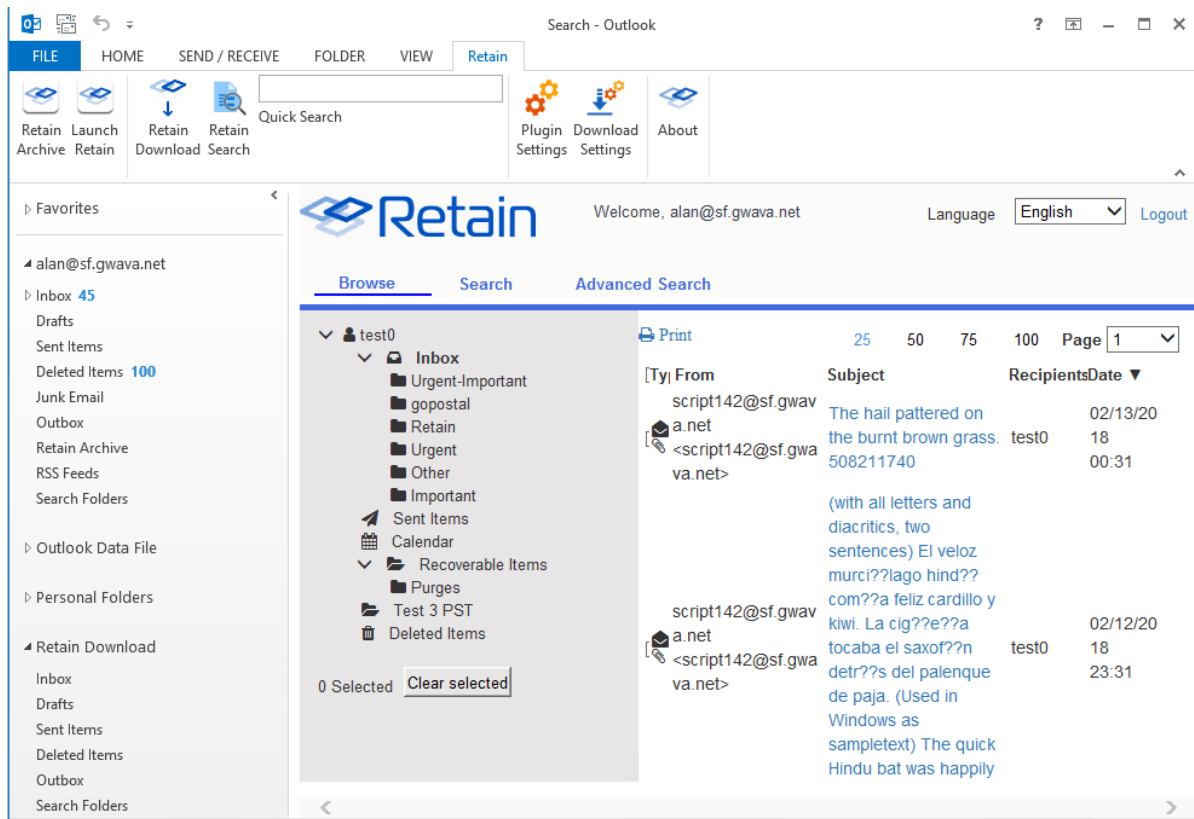 Search - Outlook
FILE HOME SEND / RECEIVE FOLDER VIEW Retain
Retain Archive
Launch Retain
Retain Download
Retain Search
Quick Search
Plugin Settings
Download Settings
About
Favorites
alan@sf.gwava.net
Inbox 45
Drafts
Sent Items
Deleted Items 100
Junk Email
Outbox
Retain Archive
RSS Feeds
Search Folders
Outlook Data File
Personal Folders
Retain Download
Inbox
Drafts
Sent Items
Deleted Items
Outbox
Search Folders
Retain
Welcome, alan@sf.gwava.net
Language English Logout
Browse Search Advanced Search
test0
Inbox
Urgent-Important
gopostal
Retain
Urgent
Other
Important
Sent Items
Calendar
Recoverable Items
Purges
Test 3 PST
Deleted Items
0 Selected Clear selected
Print 25 50 75 100 Page 1
[Ty From Subject Recipients Date ▼
script142@sf.gwav
a.net
<script142@sf.gwa
va.net>
The hail pattered on
the burnt brown grass.
508211740
test0
02/13/20
18
00:31
script142@sf.gwav
a.net
<script142@sf.gwa
va.net>
(with all letters and
diacritics, two
sentences) El veloz
murci??lago hind??
com??a feliz cardillo y
kiwi. La cig??e??a
tocaba el saxof??n
detr??s del palenque
de paja. (Used in
Windows as
sampletext) The quick
Hindu bat was happily
test0
02/12/20
18
23:31